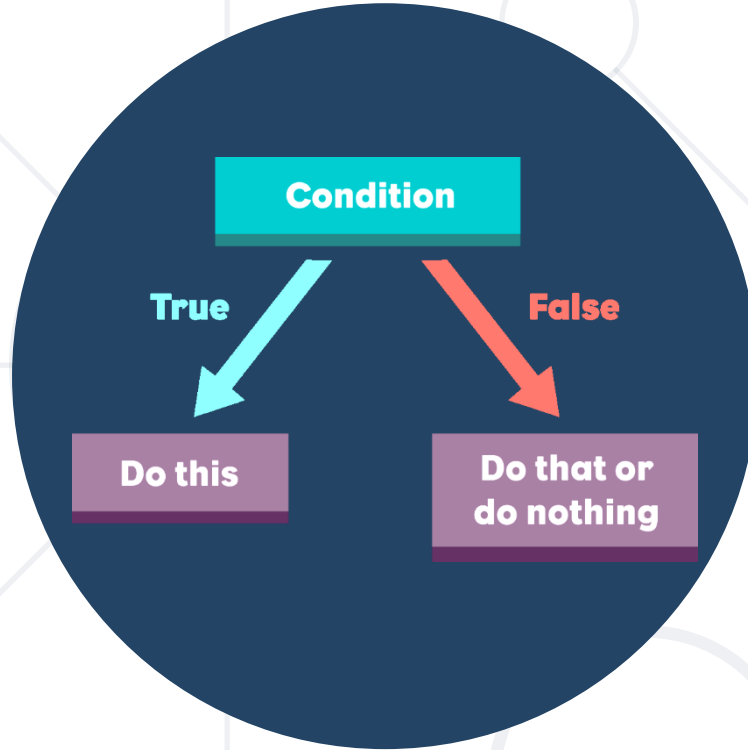 Condition
True
False
Do this
Do that or
do nothing